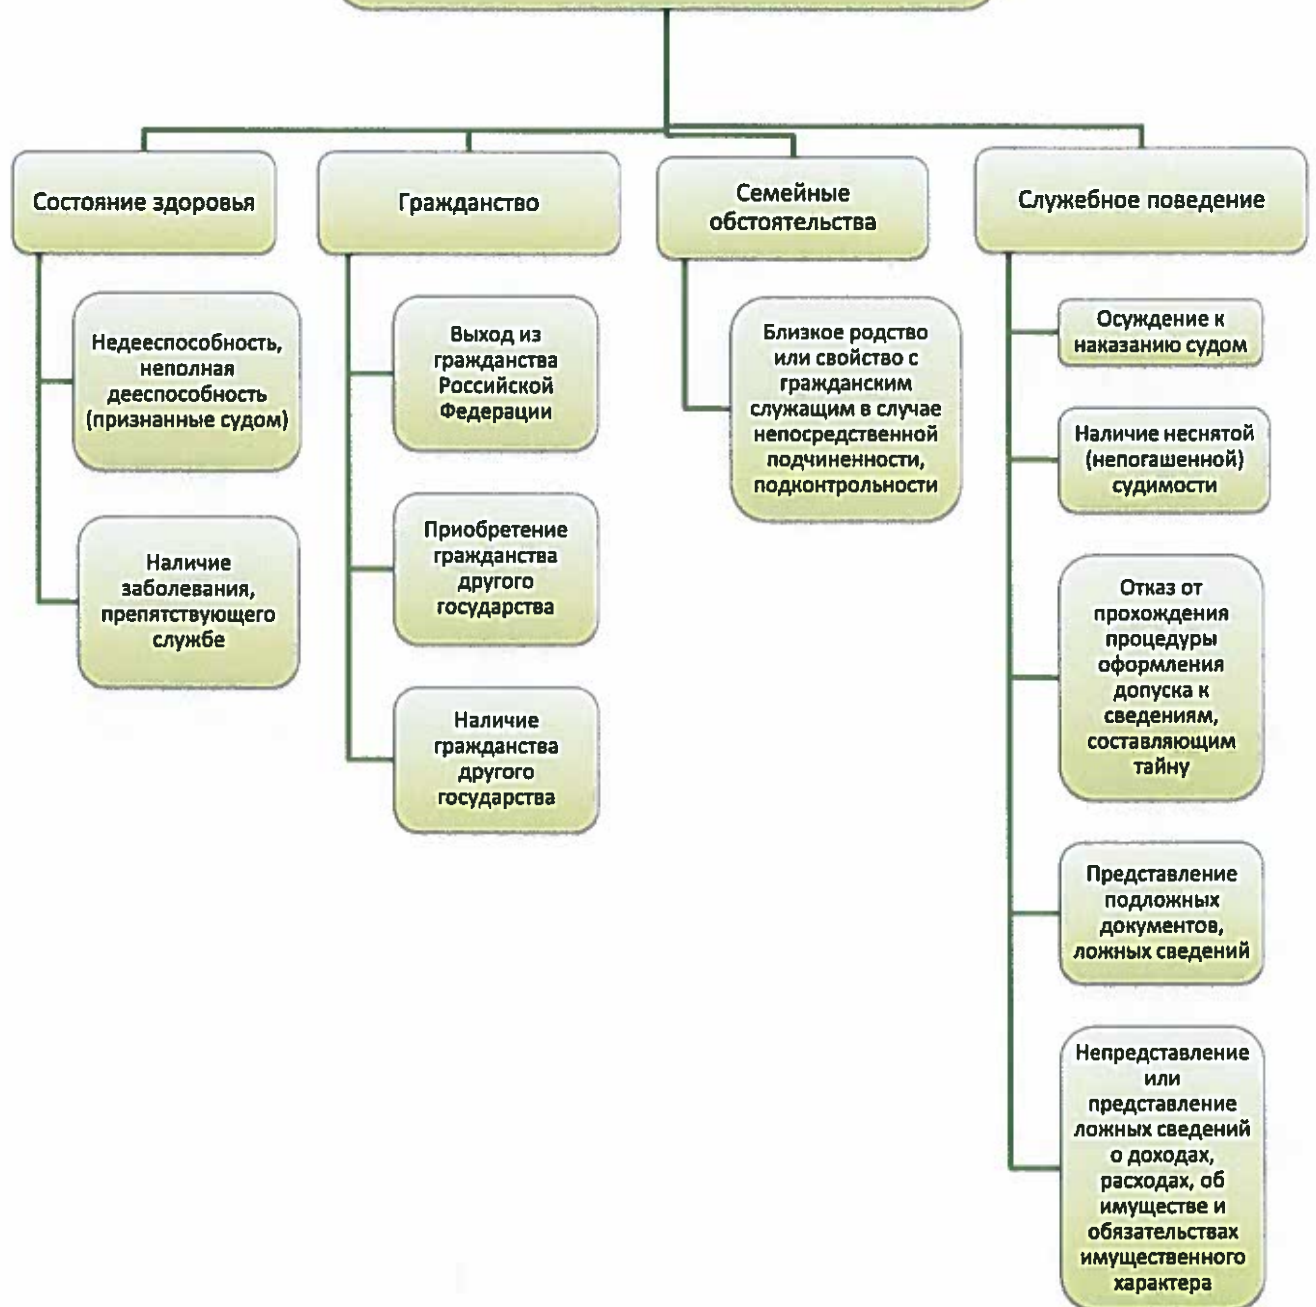 Состояние здоровья
Недееспособность,
неполная
дееспособность
(признанные судом)
Наличие
заболевания,
препятствующего
службе
Гражданство
Выход из
гражданства
Российской
Федерации
Приобретение
гражданства
другого
государства
Наличие
гражданства
другого
государства
Семейные
обстоятельства
Близкое родство
или свойство с
гражданским
служащим в случае
непосредственной
подчиненности,
подконтрольности
Служебное поведение
Осуждение к
наказанию судом
Наличие неснятой
(непогашенной)
судимости
Отказ от
прохождения
процедуры
оформления
допуска к
сведениям,
составляющим
тайну
Представление
подложных
документов,
ложных сведений
Непредставление
или
представление
ложных сведений
о доходах,
расходах, об
имуществе и
обязательствах
имущественного
характера